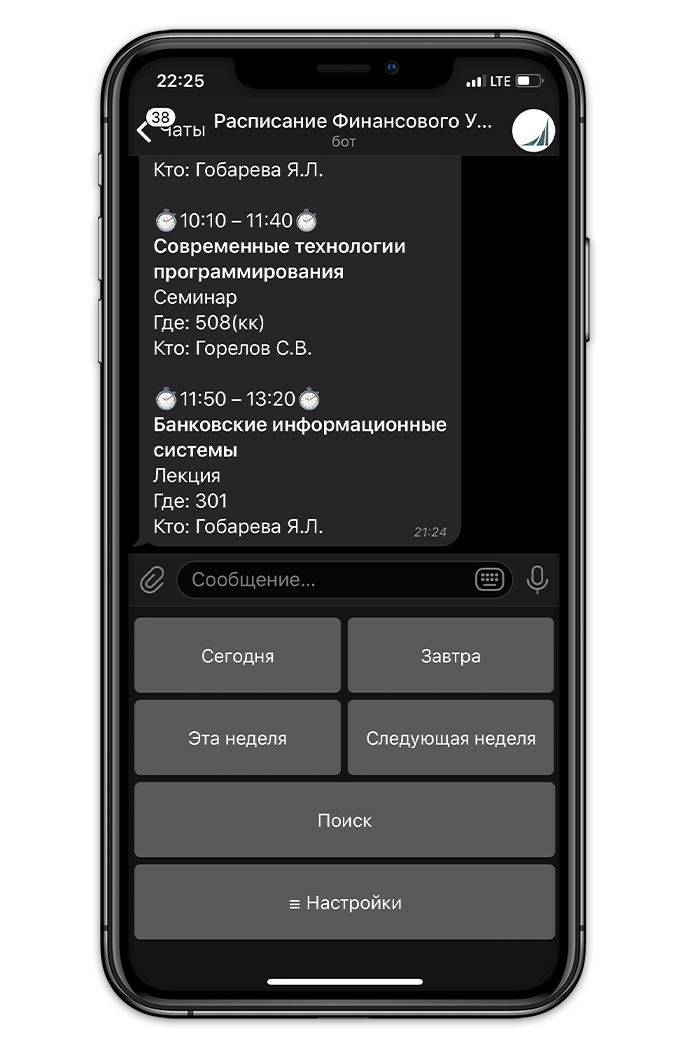 22:25
LTE
38
Чаты
Расписание Финансового У...
бот
Кто: Гобарева Я.Л.
10:10 – 11:40
Современные технологии
программирования
Семинар
Где: 508(кк)
Кто: Горелов С.В.
11:50 – 13:20
Банковские информационные
системы
Лекция
Где: 301
Кто: Гобарева Я.Л.
21:24
Сообщение...
Сегодня
Завтра
Эта неделя
Следующая неделя
Поиск
≡ Настройки